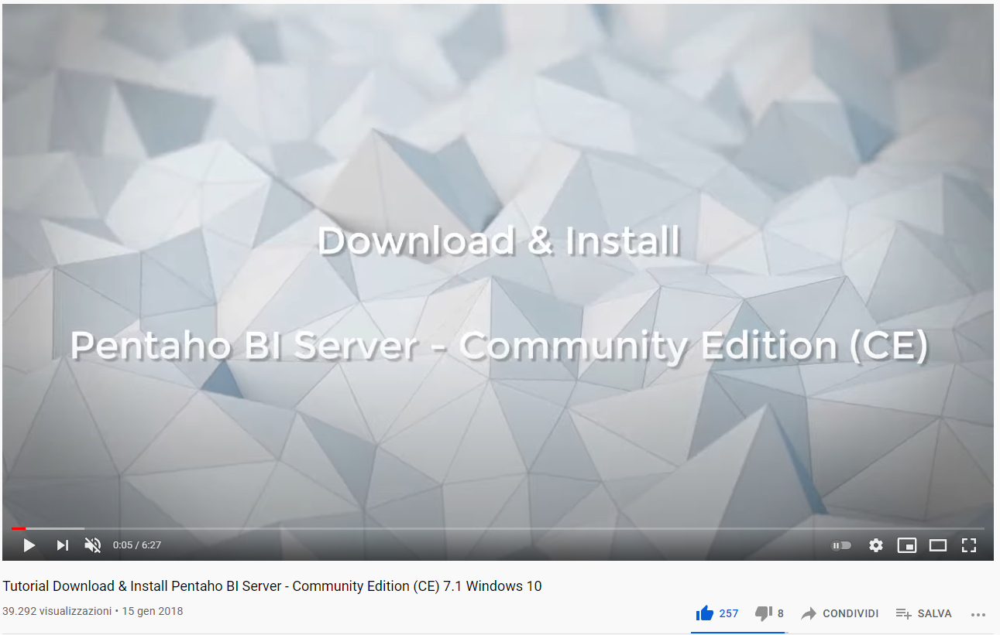 Download & Install
Pentaho BI Server - Community Edition (CE)
0:05 / 6:27
Tutorial Download & Install Pentaho BI Server - Community Edition (CE) 7.1 Windows 10
39.292 visualizzazioni • 15 gen 2018
257 8 CONDIVIDI SALVA